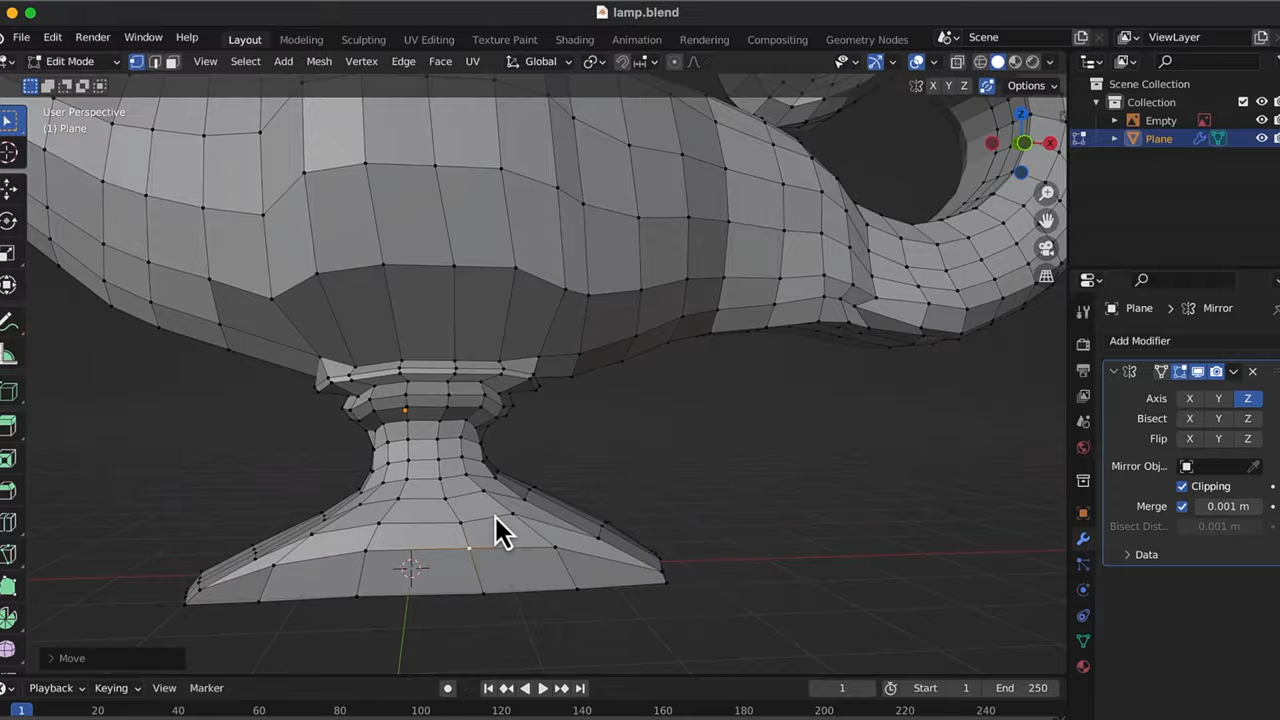 lamp.blend
File Edit Render Window Help Layout Modeling Sculpting UV Editing Texture Paint Shading Animation Rendering Compositing Geometry Nodes Scene ViewLayer
Edit Mode View Select Add Mesh Vertex Edge Face UV Global
X Y Z Options
User Perspective
(1) Plane
Z
X
Scene Collection
Collection
Empty
Plane
Plane > Mirror
Add Modifier
Axis X Y Z
Bisect X Y Z
Flip X Y Z
Mirror Obj...
Clipping
Merge 0.001 m
Bisect Dist... 0.001 m
Data
Move
Playback Keying View Marker 1 Start 1 End 250
1 20 40 60 80 100 120 140 160 180 200 220 240